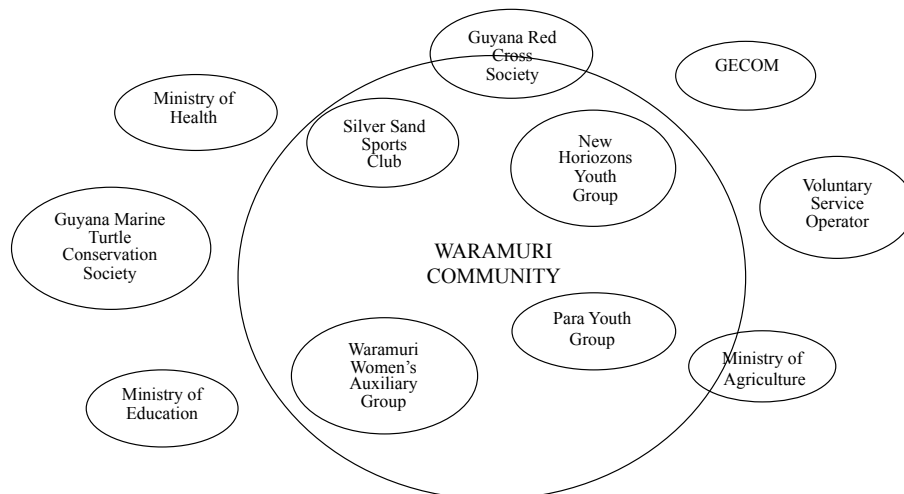 Guyana Red
Cross
Society
GECOM
Ministry of
Health
Silver Sand
Sports
Club
New
Horiozons
Youth
Group
Voluntary
Service
Operator
Guyana Marine
Turtle
Conservation
Society
WARAMURI
COMMUNITY
Para Youth
Group
Waramuri
Women's
Auxiliary
Group
Ministry of
Agriculture
Ministry of
Education